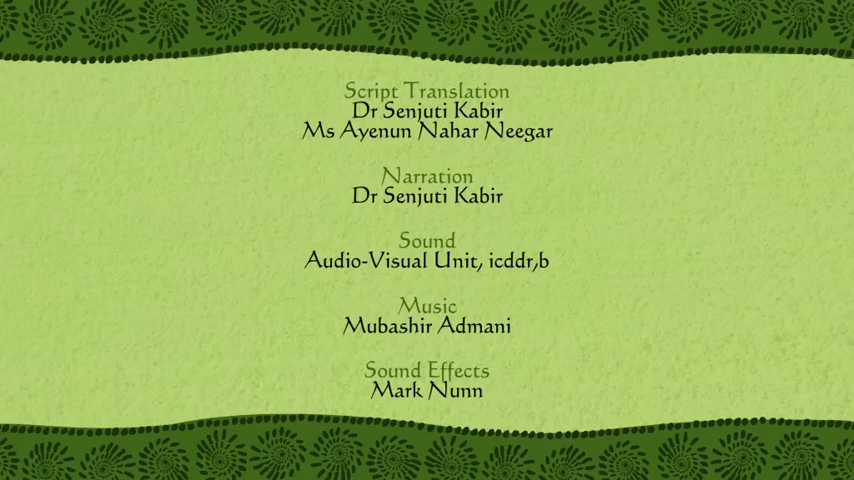 Script Translation
Dr Senjuti Kabir
Ms Ayenun Nahar Neegar
Narration
Dr Senjuti Kabir
Sound
Audio-Visual Unit, icddr,b
Music
Mubashir Admani
Sound Effects
Mark Nunn